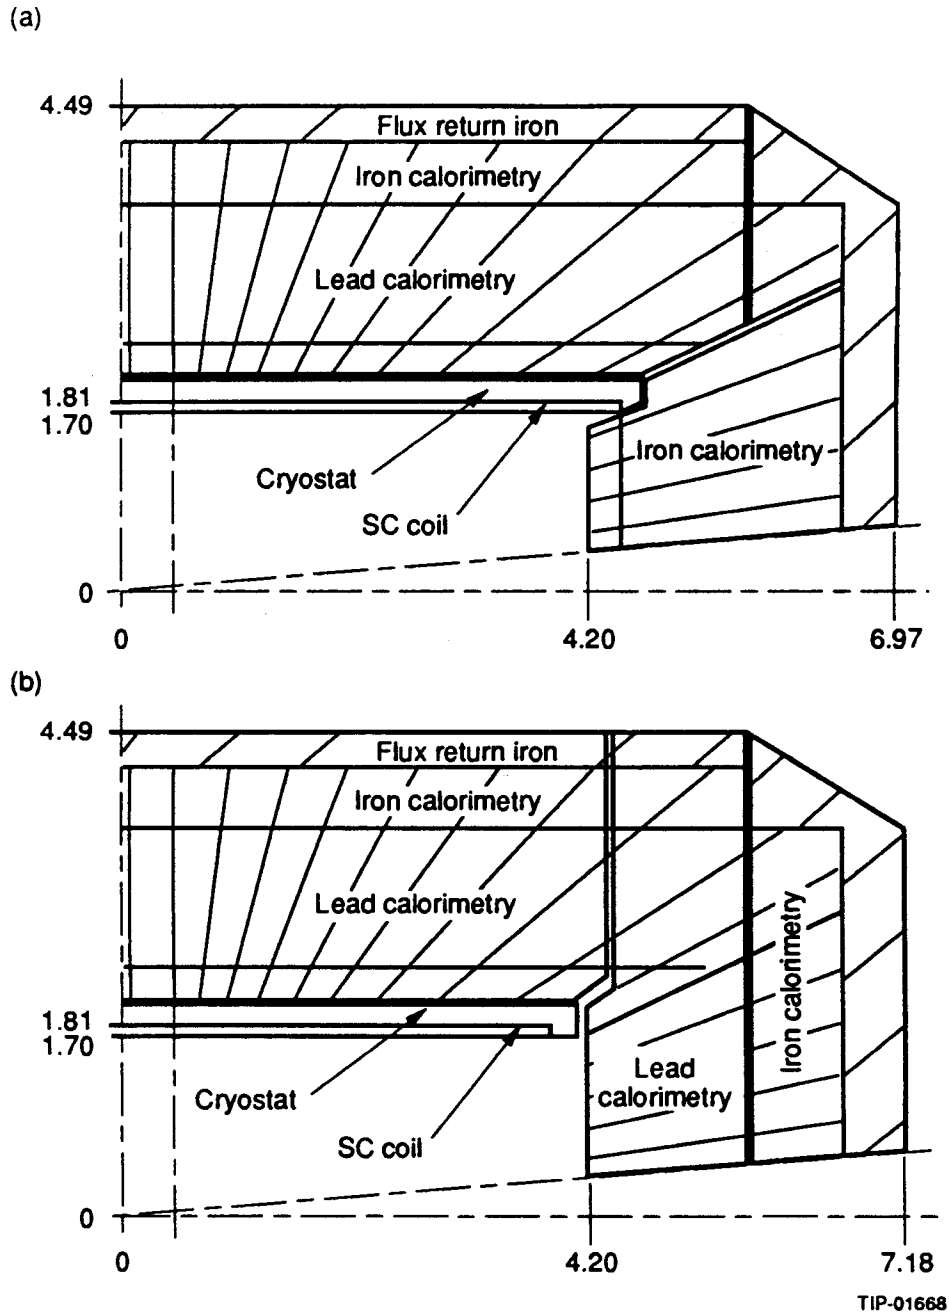 (a)
4.49
Flux return iron
Iron calorimetry
Lead calorimetry
1.81
1.70
Iron calorimetry
Cryostat
SC coil
0
0
4.20
6.97
(b)
4.49
Flux return iron
Iron calorimetry
Lead calorimetry
Iron calorimetry
1.81
1.70
Lead
calorimetry
Cryostat
SC coil
0
0
4.20
7.18
TIP-01668